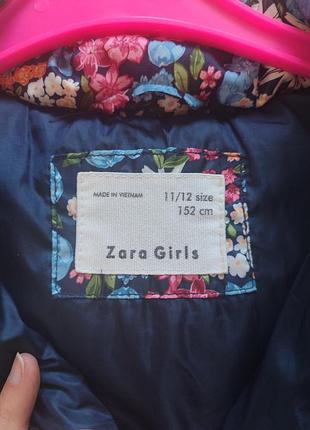 MADE IN VIETNAM
11/12 size
152 cm
Zara Girls